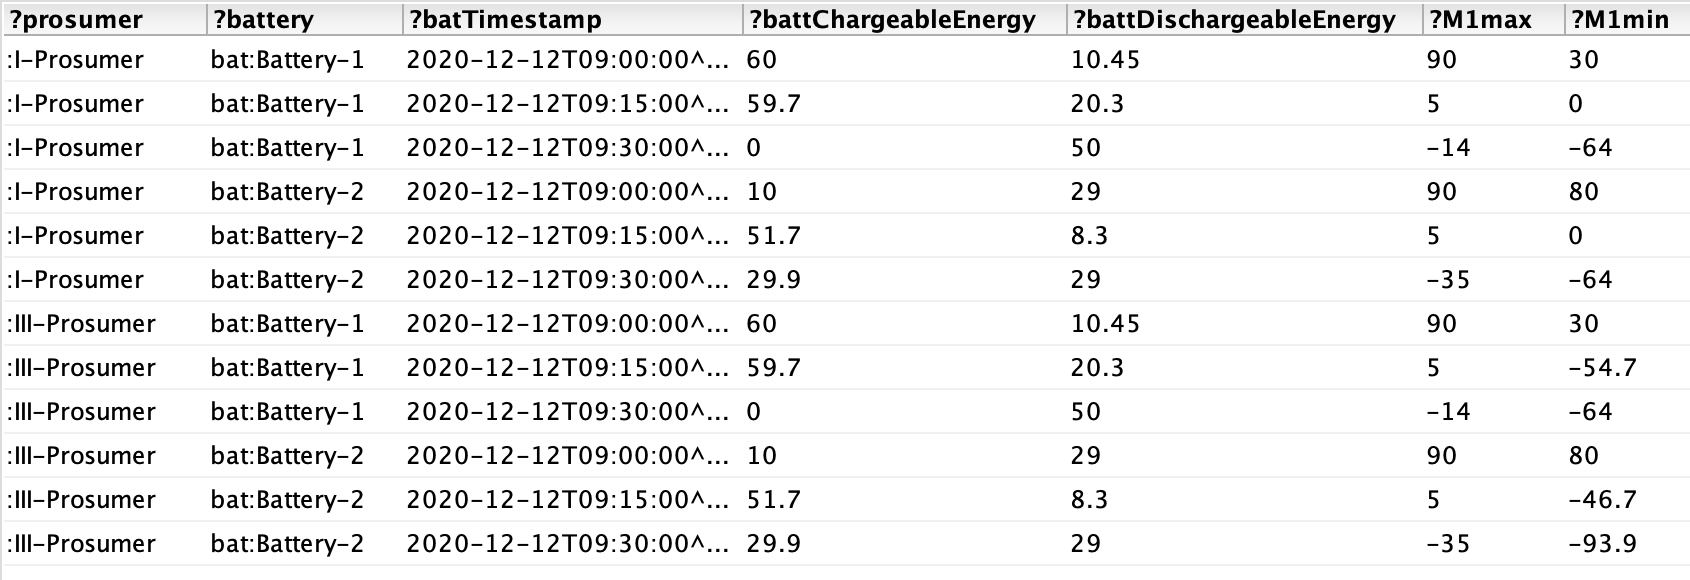 ?prosumer ?battery ?batTimestamp ?battChargeableEnergy ?battDischargeableEnergy ?M1max ?M1min
:I-Prosumer bat:Battery-1 2020-12-12T09:00:00^... 60 10.45 90 30
:I-Prosumer bat:Battery-1 2020-12-12T09:15:00^... 59.7 20.3 5 0
:I-Prosumer bat:Battery-1 2020-12-12T09:30:00^... 0 50 -14 -64
:I-Prosumer bat:Battery-2 2020-12-12T09:00:00^... 10 29 90 80
:I-Prosumer bat:Battery-2 2020-12-12T09:15:00^... 51.7 8.3 5 0
:I-Prosumer bat:Battery-2 2020-12-12T09:30:00^... 29.9 29 -35 -64
:III-Prosumer bat:Battery-1 2020-12-12T09:00:00^... 60 10.45 90 30
:III-Prosumer bat:Battery-1 2020-12-12T09:15:00^... 59.7 20.3 5 -54.7
:III-Prosumer bat:Battery-1 2020-12-12T09:30:00^... 0 50 -14 -64
:III-Prosumer bat:Battery-2 2020-12-12T09:00:00^... 10 29 90 80
:III-Prosumer bat:Battery-2 2020-12-12T09:15:00^... 51.7 8.3 5 -46.7
:III-Prosumer bat:Battery-2 2020-12-12T09:30:00^... 29.9 29 -35 -93.9